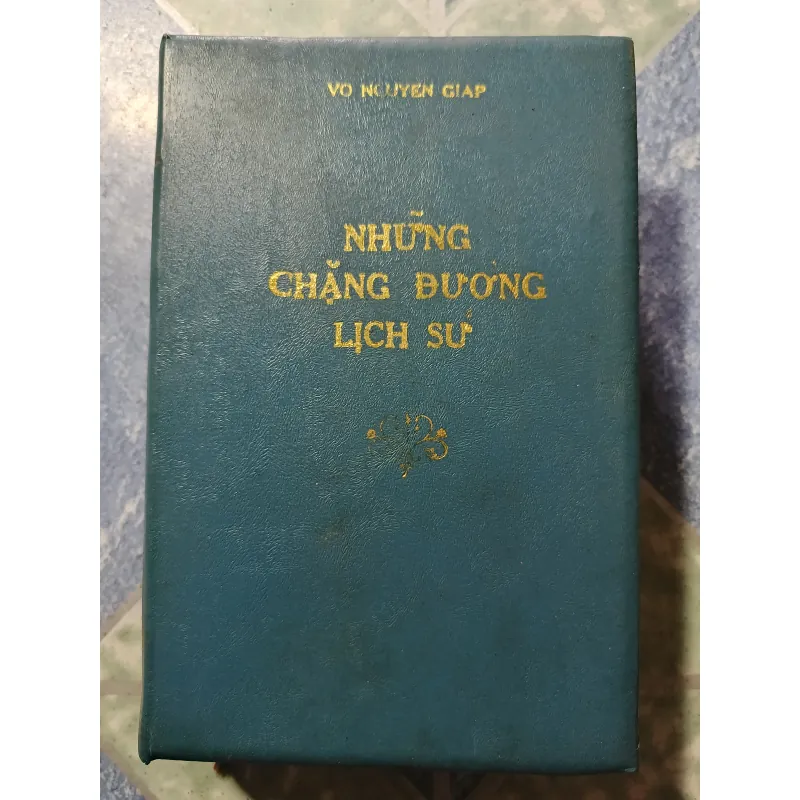 VO NGUYEN GIAP
NHỮNG
CHẶNG ĐƯỜNG
LỊCH SỬ